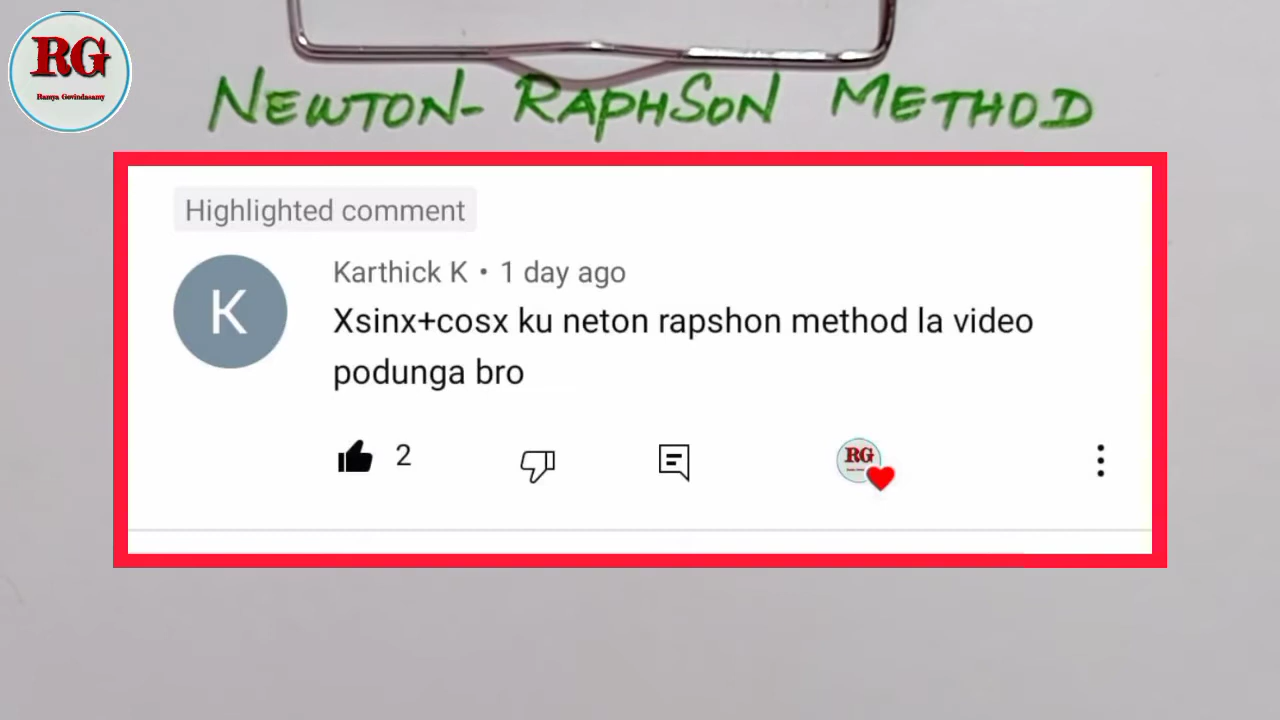 RG
Ramya Govindasamy
NEWTON-RAPHSON METHOD
Highlighted comment
Karthick K • 1 day ago
Xsinx+cosx ku neton rapshon method la video
podunga bro
K
2
RG